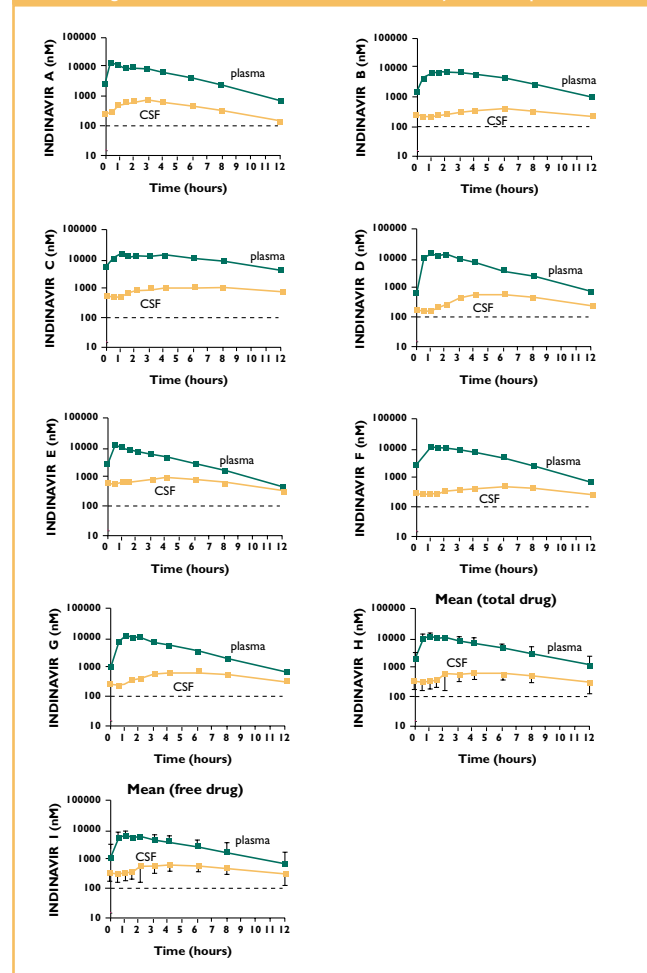 INDINAVIR A (nM)
100000
10000
1000
100
10
plasma
CSF
0 1 2 3 4 5 6 7 8 9 10 11 12
Time (hours)
INDINAVIR B (nM)
100000
10000
1000
100
10
plasma
CSF
0 1 2 3 4 5 6 7 8 9 10 11 12
Time (hours)
INDINAVIR C (nM)
100000
10000
1000
100
10
plasma
CSF
0 1 2 3 4 5 6 7 8 9 10 11 12
Time (hours)
INDINAVIR D (nM)
100000
10000
1000
100
10
plasma
CSF
0 1 2 3 4 5 6 7 8 9 10 11 12
Time (hours)
INDINAVIR E (nM)
100000
10000
1000
100
10
plasma
CSF
0 1 2 3 4 5 6 7 8 9 10 11 12
Time (hours)
INDINAVIR F (nM)
100000
10000
1000
100
10
plasma
CSF
0 1 2 3 4 5 6 7 8 9 10 11 12
Time (hours)
INDINAVIR G (nM)
100000
10000
1000
100
10
plasma
CSF
0 1 2 3 4 5 6 7 8 9 10 11 12
Time (hours)
Mean (total drug)
INDINAVIR H (nM)
100000
10000
1000
100
10
plasma
CSF
0 1 2 3 4 5 6 7 8 9 10 11 12
Time (hours)
Mean (free drug)
INDINAVIR I (nM)
100000
10000
1000
100
10
plasma
CSF
0 1 2 3 4 5 6 7 8 9 10 11 12
Time (hours)